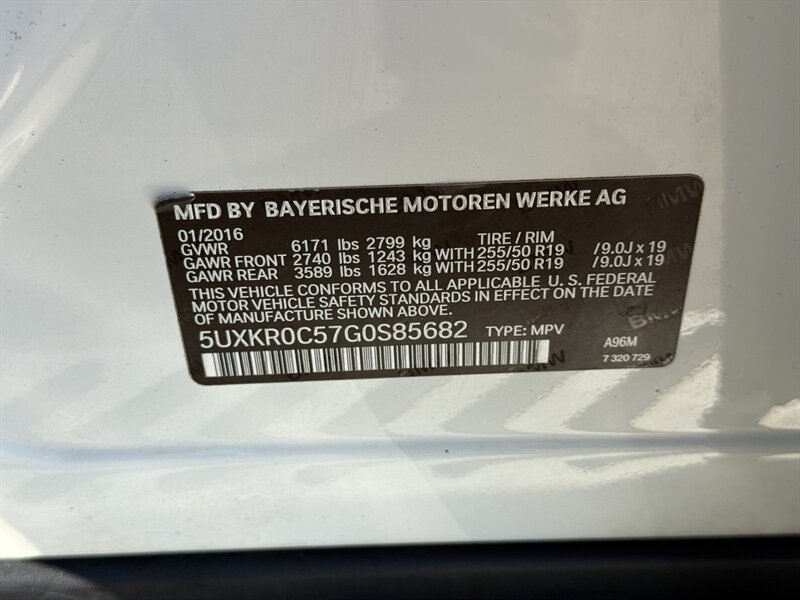 MFD BY BAYERISCHE MOTOREN WERKE AG
01/2016 TIRE / RIM
GVWR 6171 lbs 2799 kg
GAWR FRONT 2740 lbs 1243 kg WITH 255/50 R19 /9.0J x 19
GAWR REAR 3589 lbs 1628 kg WITH 255/50 R19 /9.0J x 19
THIS VEHICLE CONFORMS TO ALL APPLICABLE U. S. FEDERAL
MOTOR VEHICLE SAFETY STANDARDS IN EFFECT ON THE DATE
OF MANUFACTURE SHOWN ABOVE.
5UXKR0C57G0S85682 TYPE: MPV A96M
7 320 729
BMW
BMW
BMW